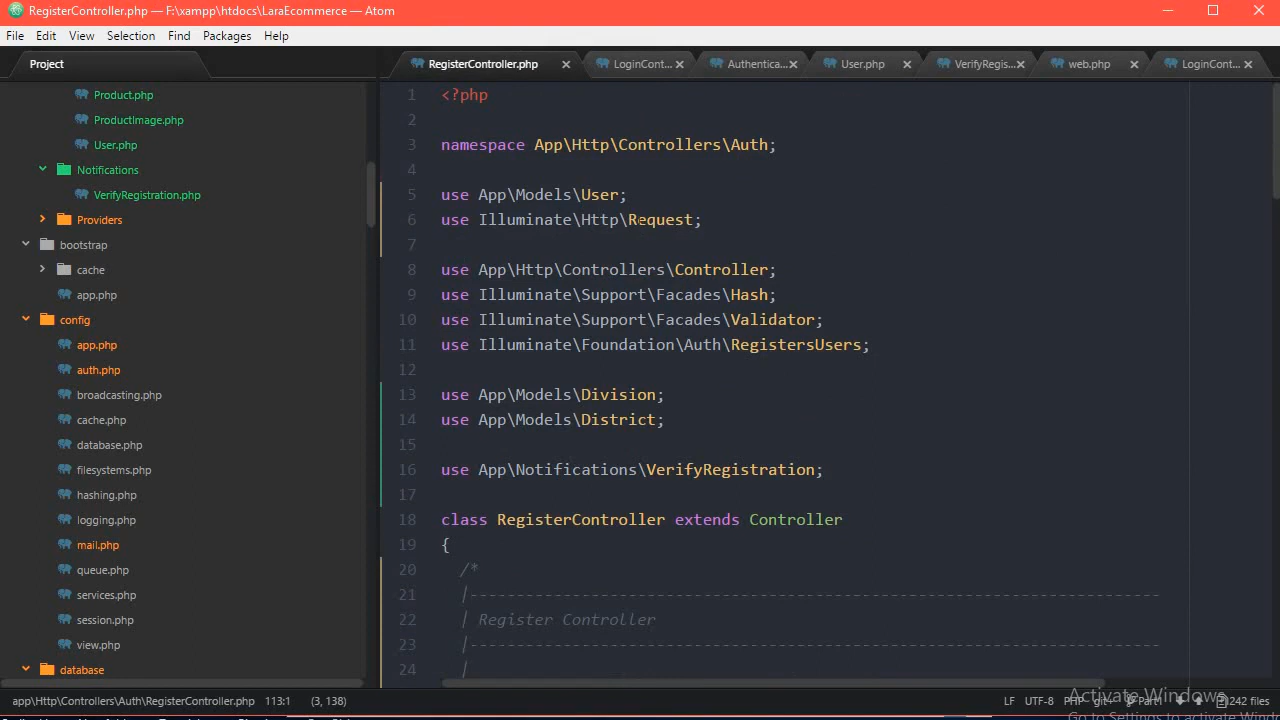 RegisterController.php — F:\xampp\htdocs\LaraEcommerce — Atom
File Edit View Selection Find Packages Help
Project
RegisterController.php
LoginCont...
Authentica...
User.php
VerifyRegis...
web.php
LoginCont...
Product.php
ProductImage.php
User.php
Notifications
VerifyRegistration.php
Providers
bootstrap
cache
app.php
config
app.php
auth.php
broadcasting.php
cache.php
database.php
filesystems.php
hashing.php
logging.php
mail.php
queue.php
services.php
session.php
view.php
database
1 <?php
2
3 namespace App\Http\Controllers\Auth;
4
5 use App\Models\User;
6 use Illuminate\Http\Request;
7
8 use App\Http\Controllers\Controller;
9 use Illuminate\Support\Facades\Hash;
10 use Illuminate\Support\Facades\Validator;
11 use Illuminate\Foundation\Auth\RegistersUsers;
12
13 use App\Models\Division;
14 use App\Models\District;
15
16 use App\Notifications\VerifyRegistration;
17
18 class RegisterController extends Controller
19 {
20 /*
21 |--------------------------------------------------------------------------
22 | Register Controller
23 |--------------------------------------------------------------------------
24 |
app\Http\Controllers\Auth\RegisterController.php 113:1 (3, 138)
LF UTF-8 PHP git+ Part1 242 files
Activate Windows
Go to Settings to activate Wind